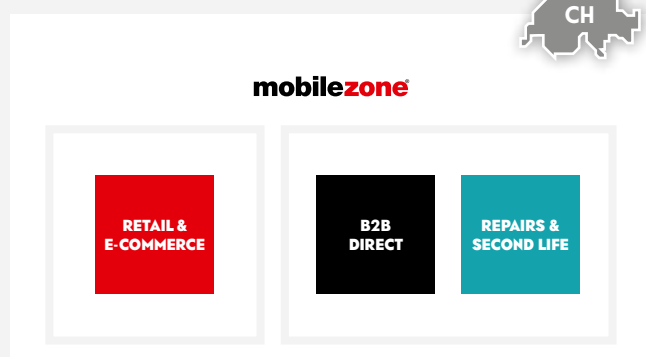 CH
mobilezone®
RETAIL &
E-COMMERCE
B2B
DIRECT
REPAIRS &
SECOND LIFE